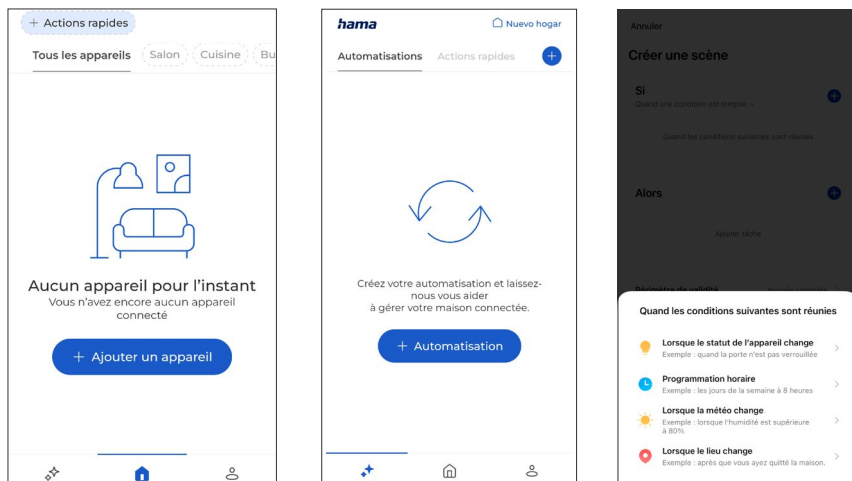 + Actions rapides
Tous les appareils Salon Cuisine Bu
Aucun appareil pour l'instant
Vous n'avez encore aucun appareil
connecté
+ Ajouter un appareil
hama Nuevo hogar
Automatisations Actions rapides +
Créez votre automatisation et laissez-
nous vous aider
à gérer votre maison connectée.
+ Automatisation
Annuler
Créer une scène
Si
Quand une condition est remplie
Quand les conditions suivantes sont réunies
Alors
Ajouter tâche
Périmètre de validité
Quand les conditions suivantes sont réunies
Lorsque le statut de l'appareil change
Exemple : quand la porte n'est pas verrouillée
Programmation horaire
Exemple : les jours de la semaine à 8 heures
Lorsque la météo change
Exemple : lorsque l'humidité est supérieure
à 80%
Lorsque le lieu change
Exemple : après que vous ayez quitté la maison.